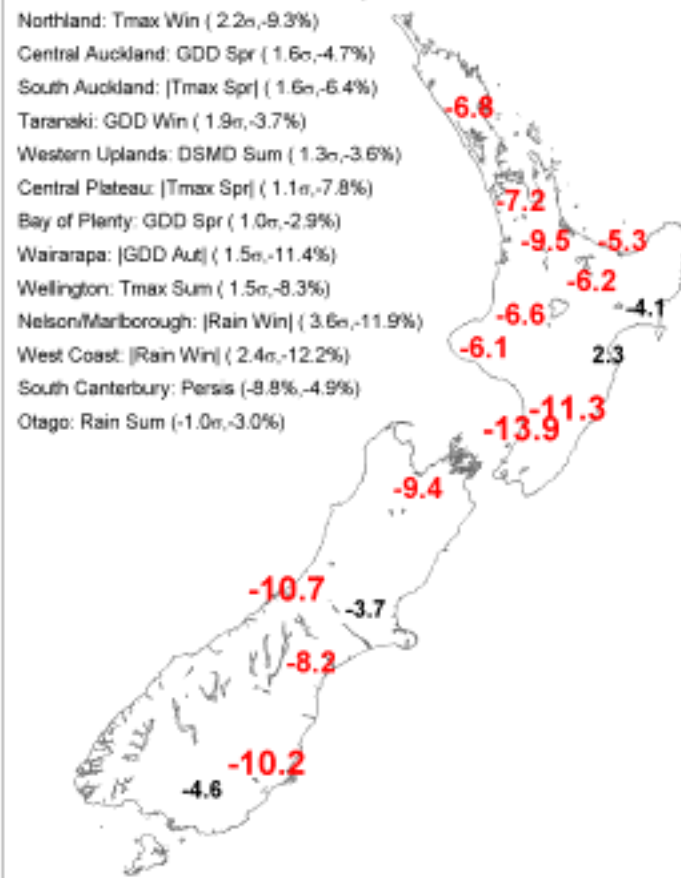 Northland: Tmax Win ( 2.2σ,-9.3%)
Central Auckland: GDD Spr ( 1.6σ,-4.7%)
South Auckland: |Tmax Spr| ( 1.6σ,-6.4%)
Taranaki: GDD Win ( 1.9σ,-3.7%)
Western Uplands: DSMD Sum ( 1.3σ,-3.6%)
Central Plateau: |Tmax Spr| ( 1.1σ,-7.8%)
Bay of Plenty: GDD Spr ( 1.0σ,-2.9%)
Wairarapa: |GDD Aut| ( 1.5σ,-11.4%)
Wellington: Tmax Sum ( 1.5σ,-8.3%)
Nelson/Marlborough: |Rain Win| ( 3.6σ,-11.9%)
West Coast: |Rain Win| ( 2.4σ,-12.2%)
South Canterbury: Persis (-8.8%,-4.9%)
Otago: Rain Sum (-1.0σ,-3.0%)
-6.8
-7.2
-9.5 -5.3
-6.2
-6.6 -4.1
-6.1 2.3
-11.3
-13.9
-9.4
-10.7
-3.7
-8.2
-10.2
-4.6